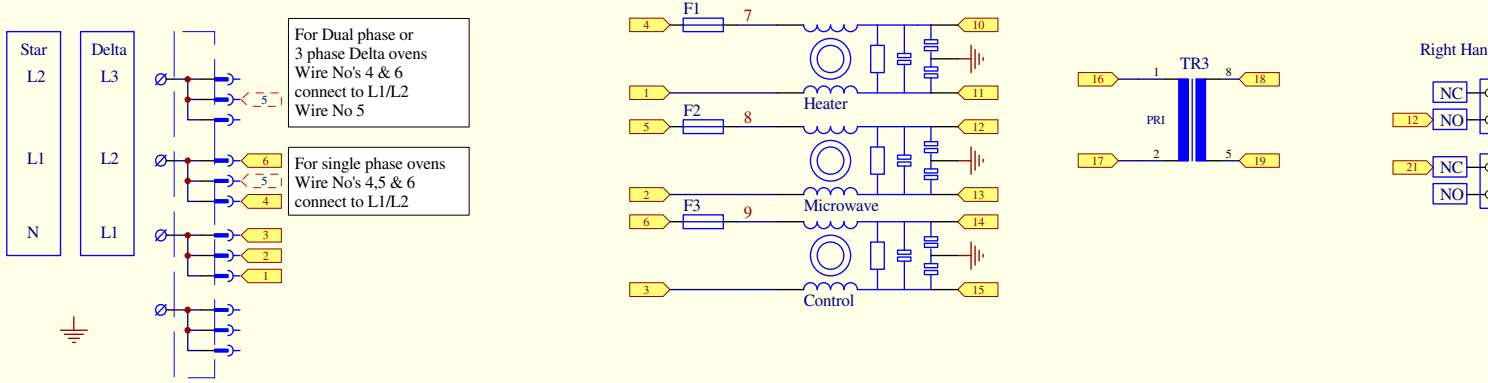 Star
L2
L1
N
Delta
L3
L2
L1
5
6
5
4
3
2
1
For Dual phase or
3 phase Delta ovens
Wire No's 4 & 6
connect to L1/L2
Wire No 5
For single phase ovens
Wire No's 4,5 & 6
connect to L1/L2
4
F1
7
10
1
Heater
11
5
F2
8
12
2
Microwave
13
6
F3
9
14
3
Control
15
TR3
16
1
8
18
PRI
17
2
5
19
Right Han
NC
12
NO
21
NC
NO